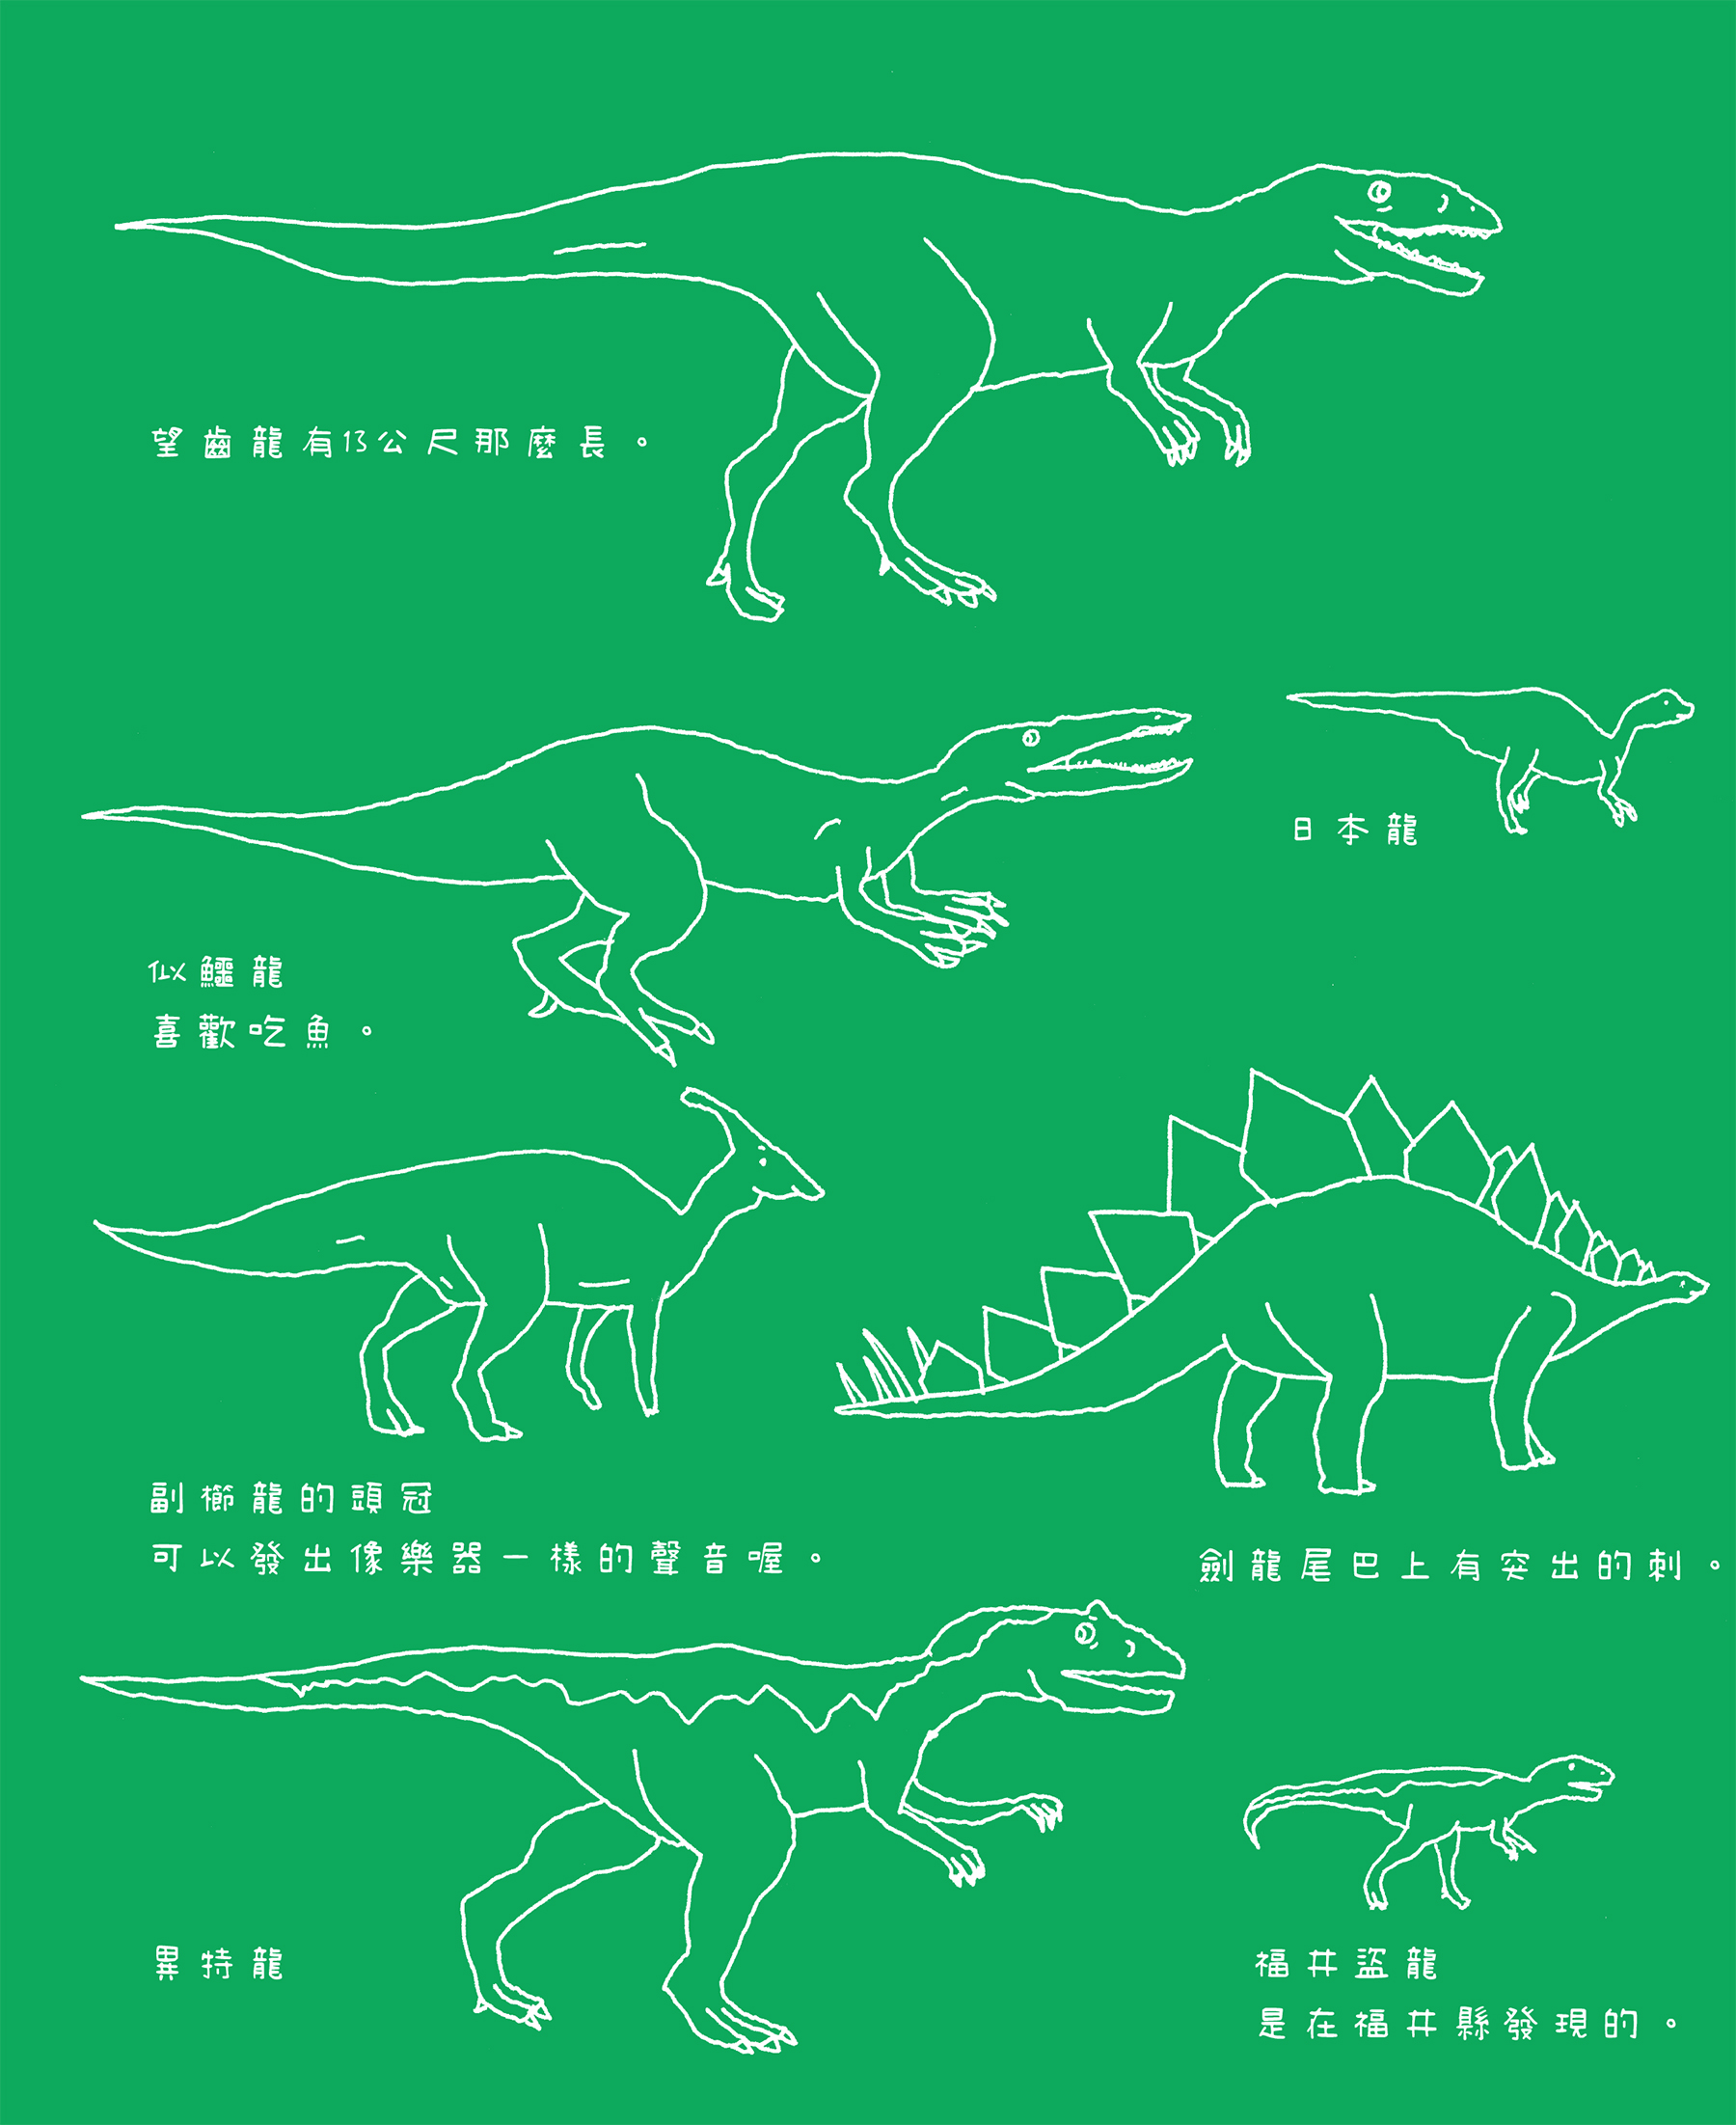 望齒龍有13公尺那麼長。
日本龍
似鱷龍
喜歡吃魚。
副櫛龍的頭冠
可以發出像樂器一樣的聲音喔。
劍龍尾巴上有突出的刺。
異特龍
福井盜龍
是在福井縣發現的。